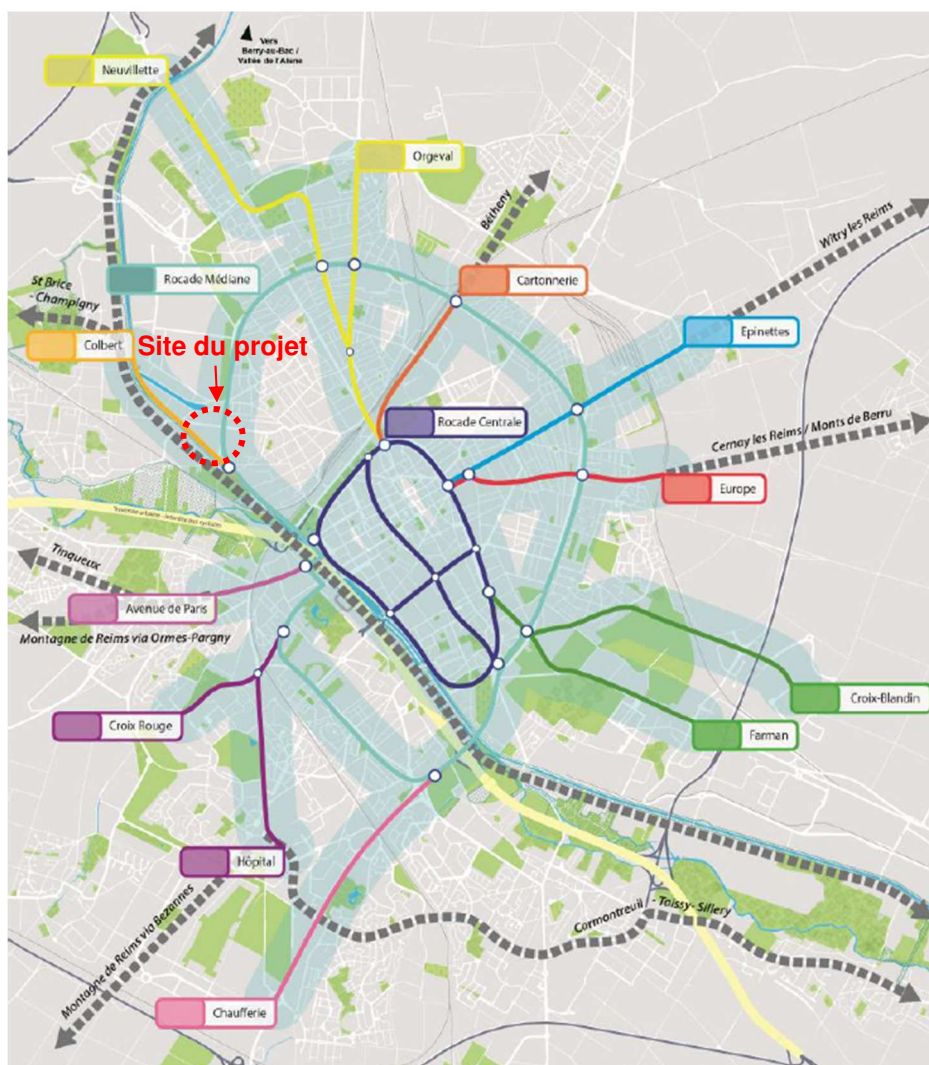 Vers
Berry-au-Bac /
Vallée de l'Aisne
Neuvillette
Orgeval
Bétheny
Witry les Reims
Rocade Médiane
Cartonnerie
St Brice
- Champigny
Epinettes
Colbert
Site du projet
Rocade Centrale
Cernay les Reims / Monts de Berru
Europe
Tinqueux
Avenue de Paris
Montagne de Reims via Ormes-Pargny
Croix-Blandin
Croix Rouge
Farman
Hôpital
Cormontreuil
- Taissy- Sillery
Montagne de Reims via Bezannes
Chaufferie